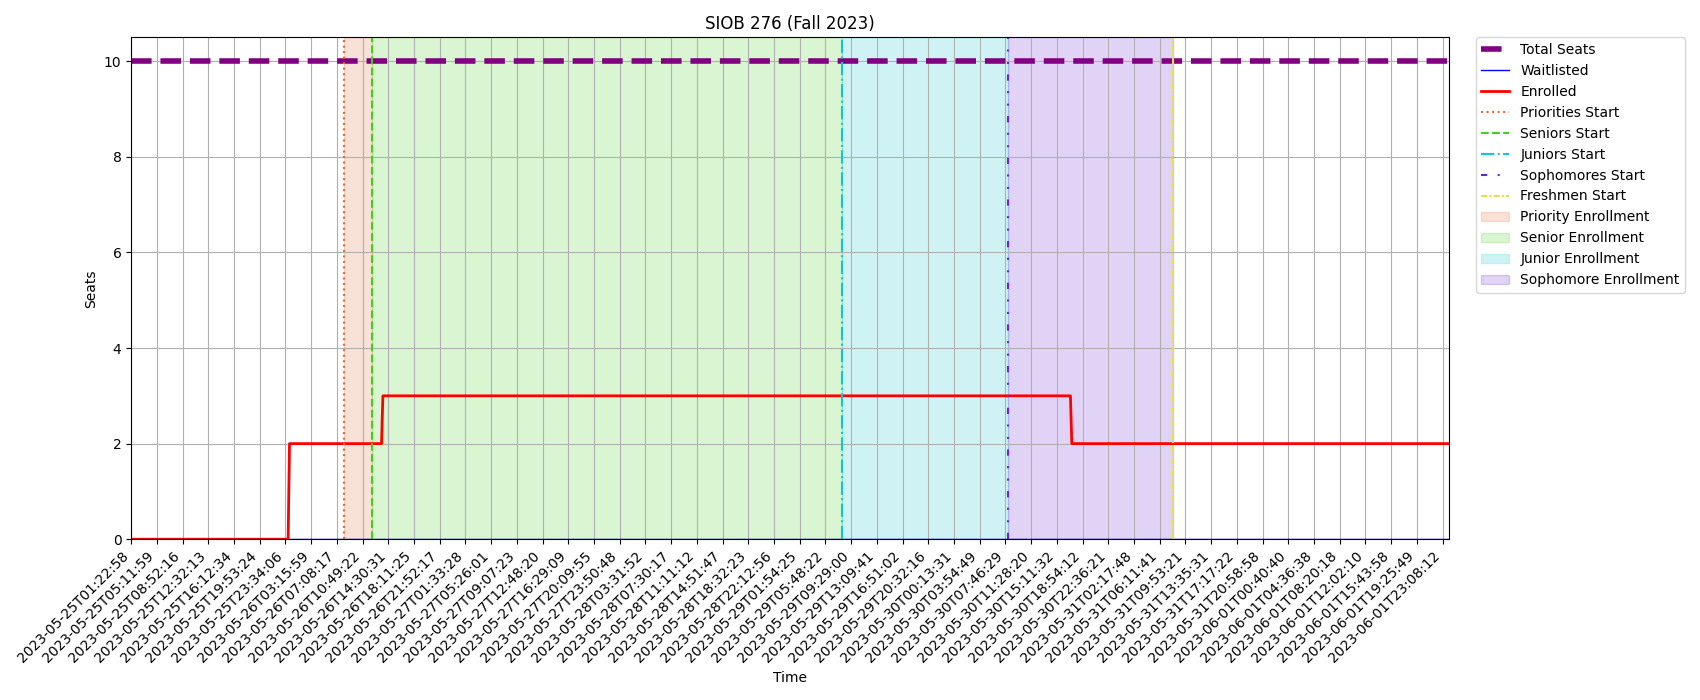 SIOB 276 (Fall 2023)
10
8
6
4
2
0
Seats
2023-05-25T01:22:58
2023-05-25T05:11:59
2023-05-25T08:52:16
2023-05-25T12:32:13
2023-05-25T16:12:34
2023-05-25T19:53:24
2023-05-25T23:34:06
2023-05-26T03:15:59
2023-05-26T07:08:17
2023-05-26T10:49:22
2023-05-26T14:30:31
2023-05-26T18:11:25
2023-05-26T21:52:17
2023-05-27T01:33:28
2023-05-27T05:26:01
2023-05-27T09:07:23
2023-05-27T12:48:20
2023-05-27T16:29:09
2023-05-27T20:09:55
2023-05-27T23:50:48
2023-05-28T03:31:52
2023-05-28T07:30:17
2023-05-28T11:11:12
2023-05-28T14:51:47
2023-05-28T18:32:23
2023-05-28T22:12:56
2023-05-29T01:54:25
2023-05-29T05:48:22
2023-05-29T09:29:00
2023-05-29T13:09:41
2023-05-29T16:51:02
2023-05-29T20:32:16
2023-05-30T00:13:31
2023-05-30T03:54:49
2023-05-30T07:46:29
2023-05-30T11:28:20
2023-05-30T15:11:32
2023-05-30T18:54:12
2023-05-30T22:36:21
2023-05-31T02:17:48
2023-05-31T06:11:41
2023-05-31T09:53:21
2023-05-31T13:35:31
2023-05-31T17:17:22
2023-05-31T20:58:58
2023-06-01T00:40:40
2023-06-01T04:36:38
2023-06-01T08:20:18
2023-06-01T12:02:10
2023-06-01T15:43:58
2023-06-01T19:25:49
2023-06-01T23:08:12
Time
Total Seats
Waitlisted
Enrolled
Priorities Start
Seniors Start
Juniors Start
Sophomores Start
Freshmen Start
Priority Enrollment
Senior Enrollment
Junior Enrollment
Sophomore Enrollment